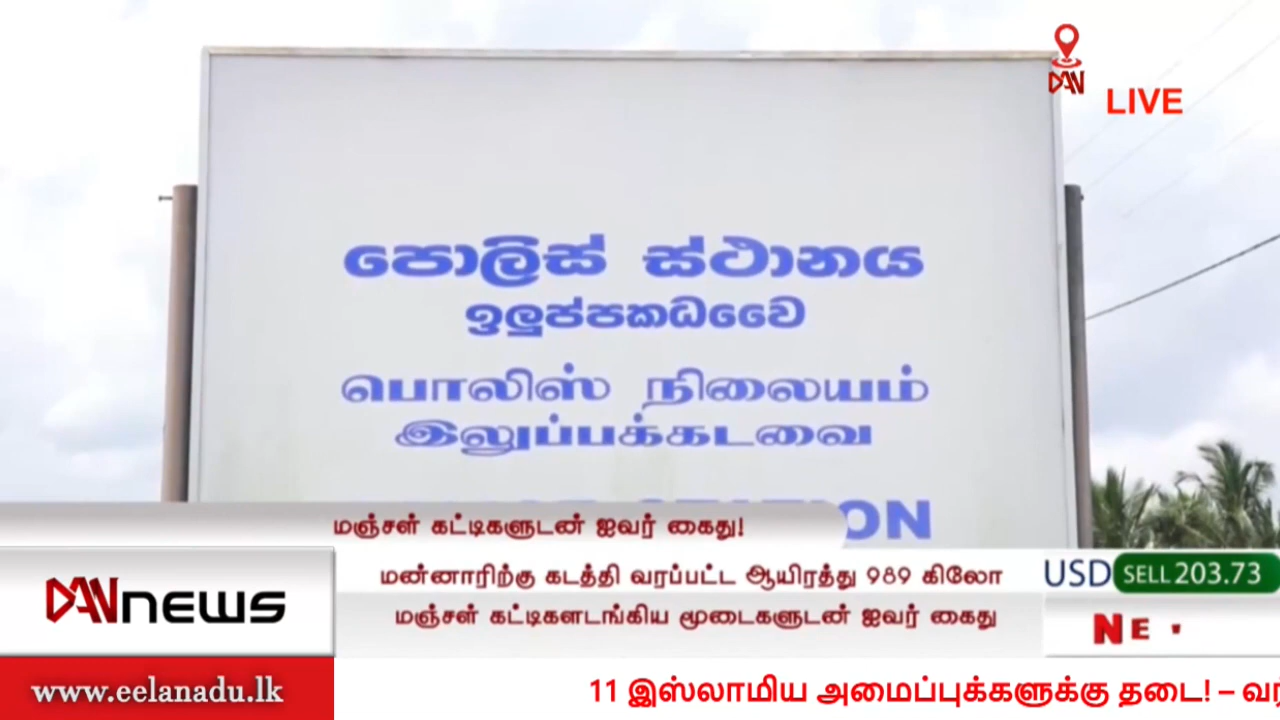 DAN
LIVE
පොලිස් ස්ථානය
ඉලුප්පකඩවෛ
பொலிஸ் நிலையம்
இலுப்பக்கடவை
மஞ்சள் கட்டிகளுடன் ஐவர் கைது!
மன்னாரிற்கு கடத்தி வரப்பட்ட ஆயிரத்து 989 கிலோ
மஞ்சள் கட்டிகளடங்கிய மூடைகளுடன் ஐவர் கைது
USD SELL 203.73
DAN NEWS
www.eelanadu.lk
11 இஸ்லாமிய அமைப்புக்களுக்கு தடை! –